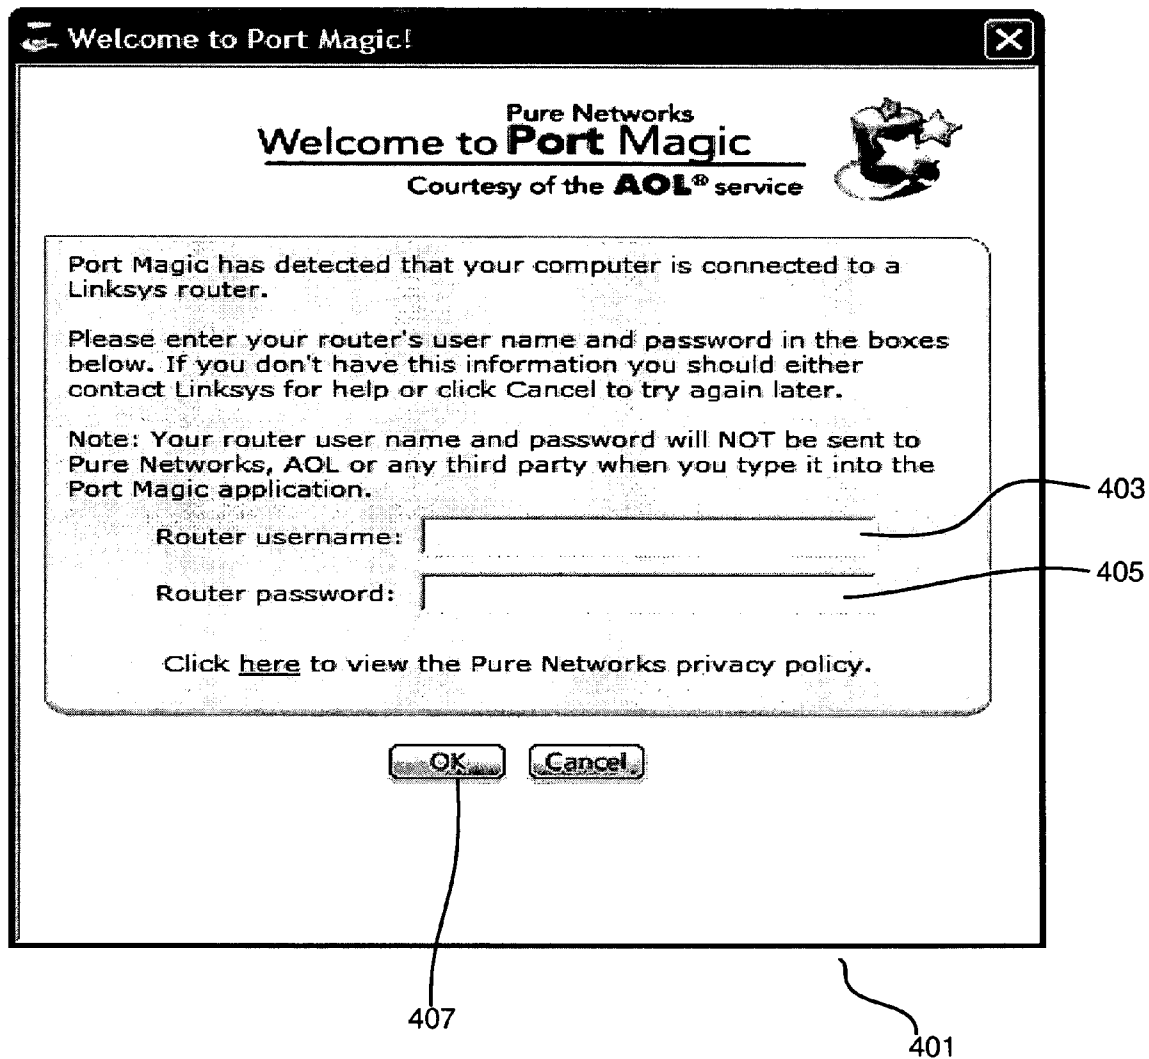 Welcome to Port Magic!
Pure Networks
Welcome to Port Magic
Courtesy of the AOL® service
Port Magic has detected that your computer is connected to a
Linksys router.
Please enter your router's user name and password in the boxes
below. If you don't have this information you should either
contact Linksys for help or click Cancel to try again later.
Note: Your router user name and password will NOT be sent to
Pure Networks, AOL or any third party when you type it into the
Port Magic application.
403
Router username:
405
Router password:
Click here to view the Pure Networks privacy policy.
OK
Cancel
407
401